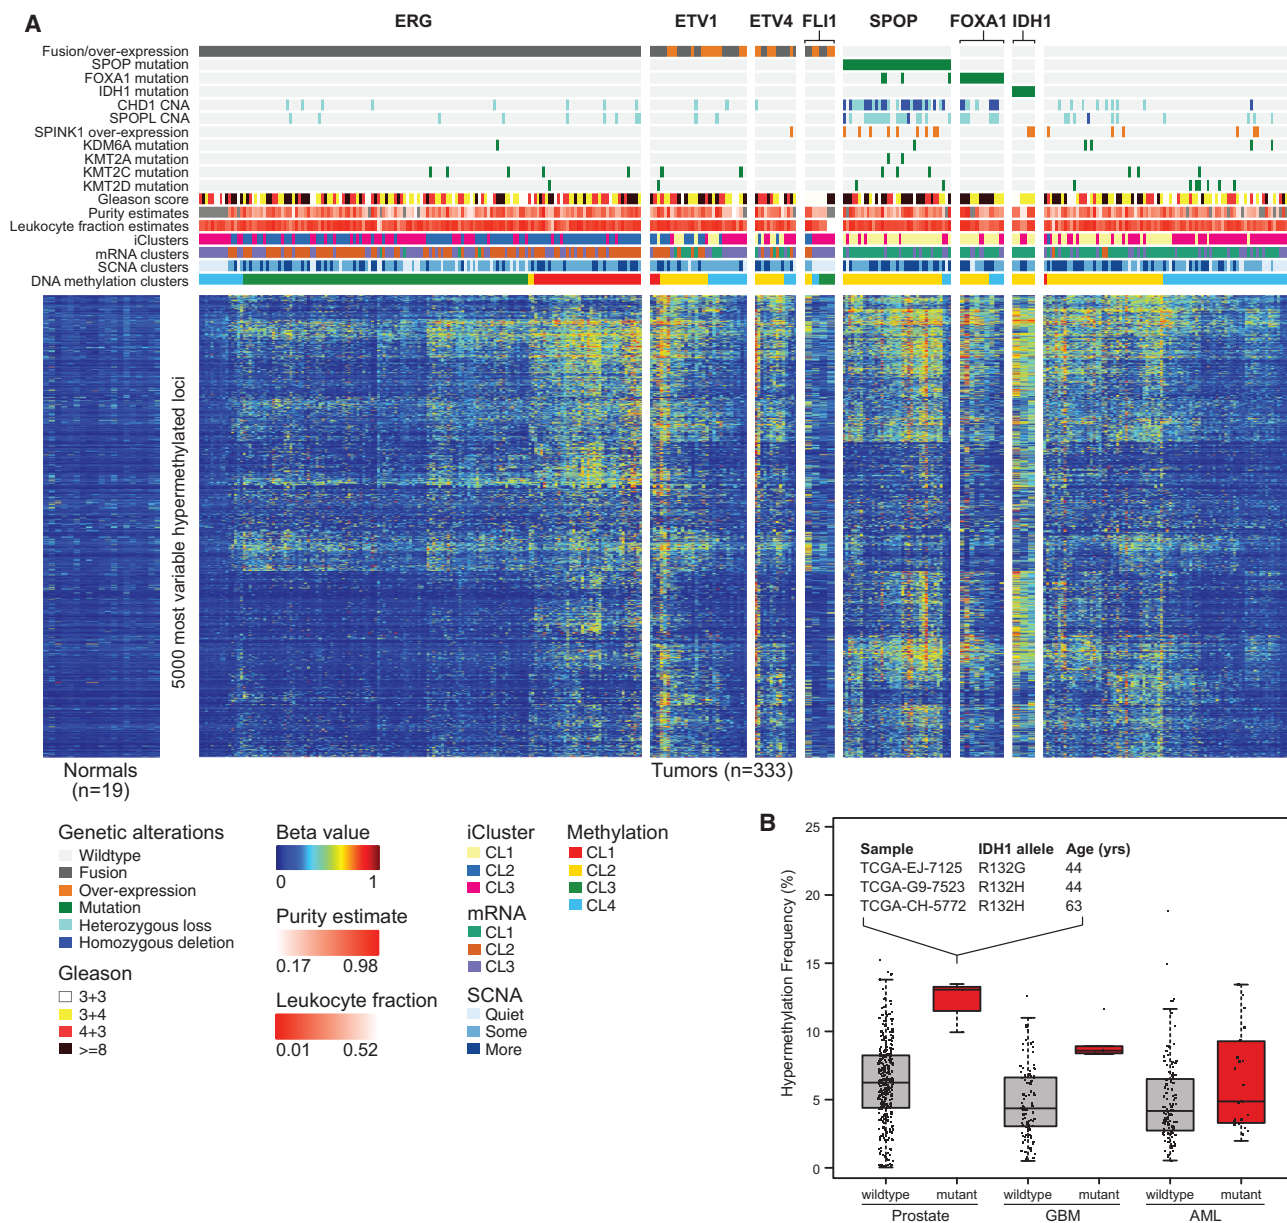 A
ERG ETV1 ETV4 FLI1 SPOP FOXA1 IDH1
Fusion/over-expression
SPOP mutation
FOXA1 mutation
IDH1 mutation
CHD1 CNA
SPOPL CNA
SPINK1 over-expression
KDM6A mutation
KMT2A mutation
KMT2C mutation
KMT2D mutation
Gleason score
Purity estimates
Leukocyte fraction estimates
iClusters
mRNA clusters
SCNA clusters
DNA methylation clusters
5000 most variable hypermethylated loci
Normals
(n=19)
Tumors (n=333)
Genetic alterations
Wildtype
Fusion
Over-expression
Mutation
Heterozygous loss
Homozygous deletion
Gleason
3+3
3+4
4+3
>=8
Beta value
0 1
Purity estimate
0.17 0.98
Leukocyte fraction
0.01 0.52
iCluster
CL1
CL2
CL3
mRNA
CL1
CL2
CL3
SCNA
Quiet
Some
More
Methylation
CL1
CL2
CL3
CL4
B
Hypermethylation Frequency (%)
25
20
15
10
5
0
Sample IDH1 allele Age (yrs)
TCGA-EJ-7125 R132G 44
TCGA-G9-7523 R132H 44
TCGA-CH-5772 R132H 63
wildtype mutant wildtype mutant wildtype mutant
Prostate GBM AML